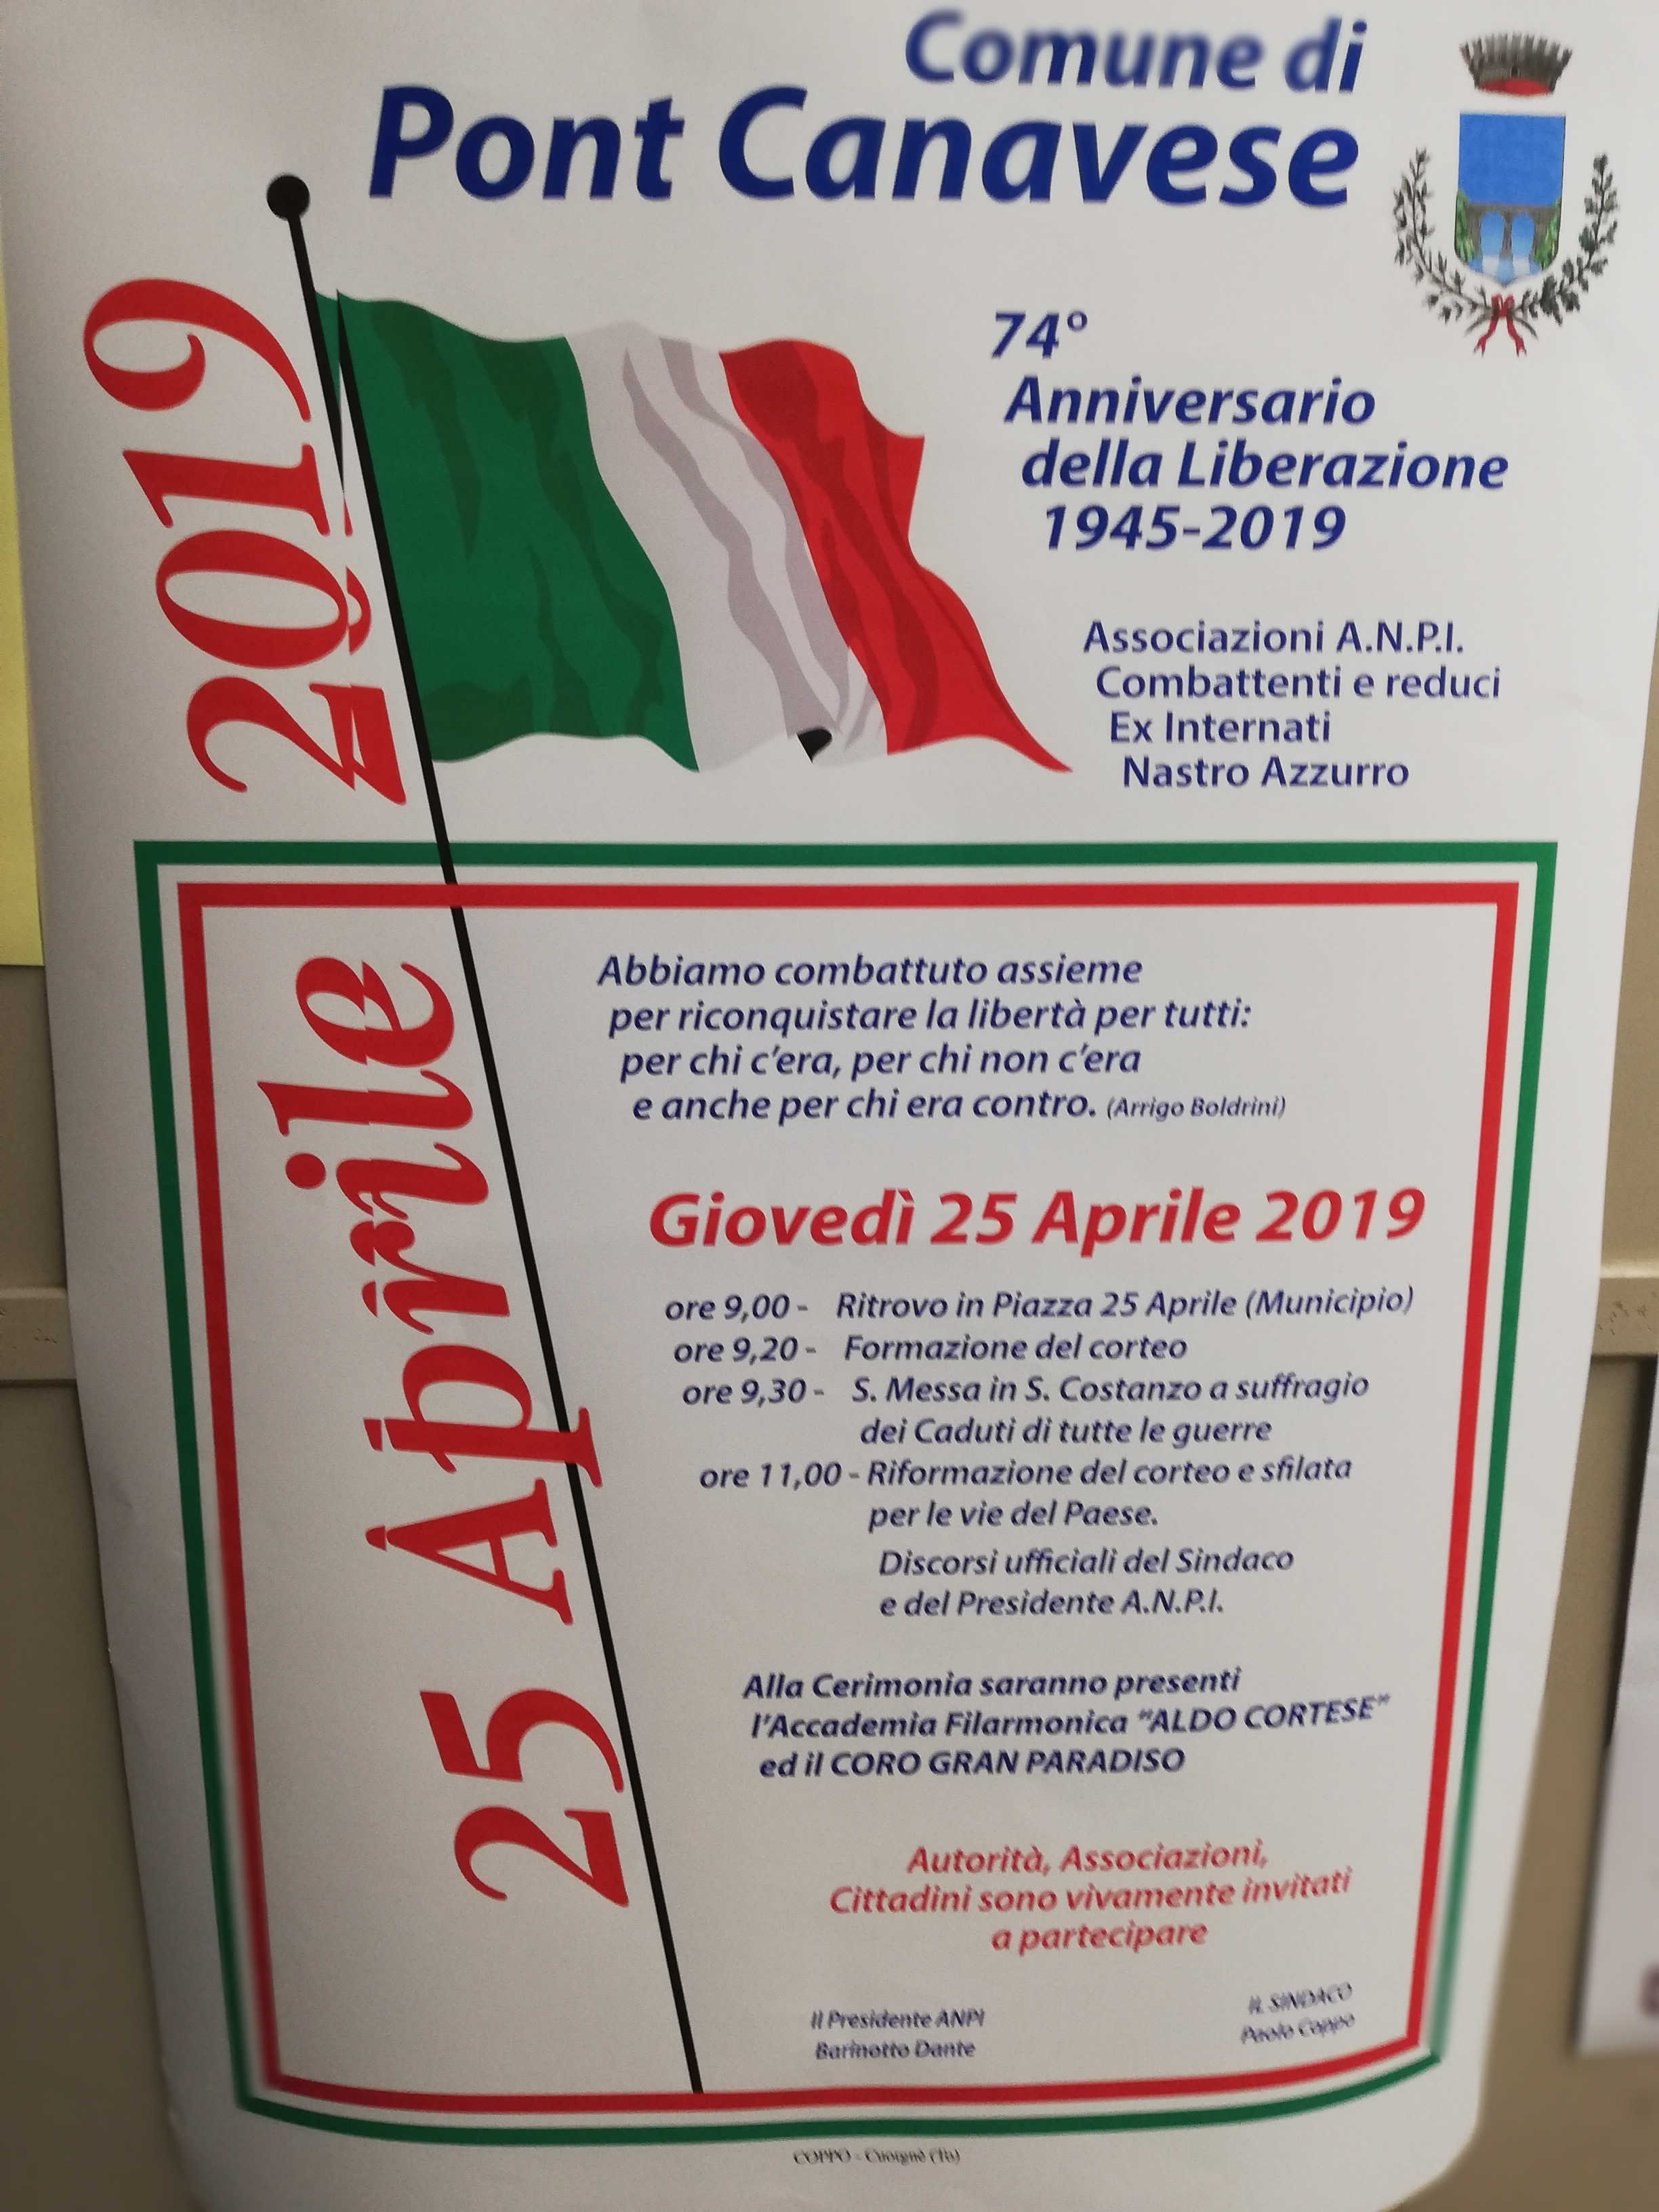 Comune di
Pont Canavese
74°
Anniversario
della Liberazione
1945-2019
Associazioni A.N.P.I.
Combattenti e reduci
Ex Internati
Nastro Azzurro
25 Aprile 2019
Abbiamo combattuto assieme
per riconquistare la libertà per tutti:
per chi c'era, per chi non c'era
e anche per chi era contro. (Arrigo Boldrini)
Giovedì 25 Aprile 2019
ore 9,00 - Ritrovo in Piazza 25 Aprile (Municipio)
ore 9,20 - Formazione del corteo
ore 9,30 - S. Messa in S. Costanzo a suffragio
dei Caduti di tutte le guerre
ore 11,00 - Riformazione del corteo e sfilata
per le vie del Paese.
Discorsi ufficiali del Sindaco
e del Presidente A.N.P.I.
Alla Cerimonia saranno presenti
l'Accademia Filarmonica "ALDO CORTESE"
ed il CORO GRAN PARADISO
Autorità, Associazioni,
Cittadini sono vivamente invitati
a partecipare
Il Presidente ANPI
Barinotto Dante
IL SINDACO
Paolo Coppo
COPPO - Cuorgnè (To)